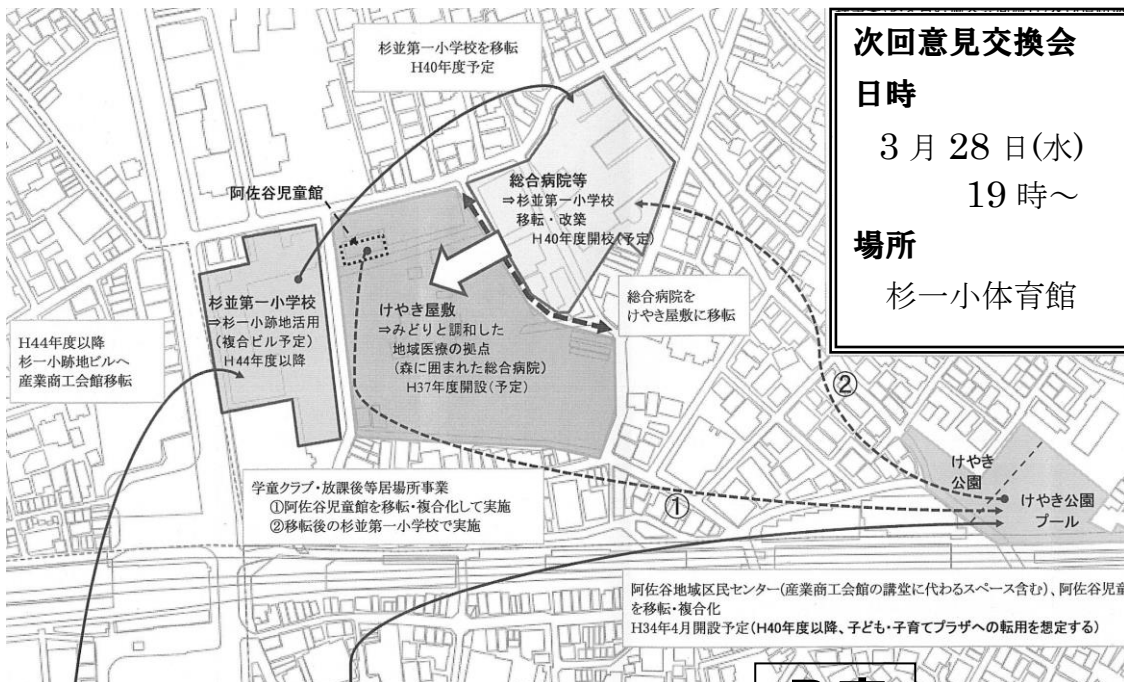 杉並第一小学校を移転
H40年度予定
次回意見交換会
日時
3月28日(水)
19時～
場所
杉一小体育館
阿佐谷児童館
総合病院等
⇒杉並第一小学校
移転・改築
H40年度開校(予定)
杉並第一小学校
⇒杉一小跡地活用
(複合ビル予定)
H44年度以降
けやき屋敷
⇒みどりと調和した
地域医療の拠点
(森に囲まれた総合病院)
H37年度開設(予定)
総合病院を
けやき屋敷に移転
H44年度以降
杉一小跡地ビルへ
産業商工会館移転
②
けやき
公園
けやき公園
プール
学童クラブ・放課後等居場所事業
①阿佐谷児童館を移転・複合化して実施
②移転後の杉並第一小学校で実施
①
阿佐谷地域区民センター(産業商工会館の講堂に代わるスペース含む)、阿佐谷児童
を移転・複合化
H34年4月開設予定(H40年度以降、子ども・子育てプラザへの転用を想定する)